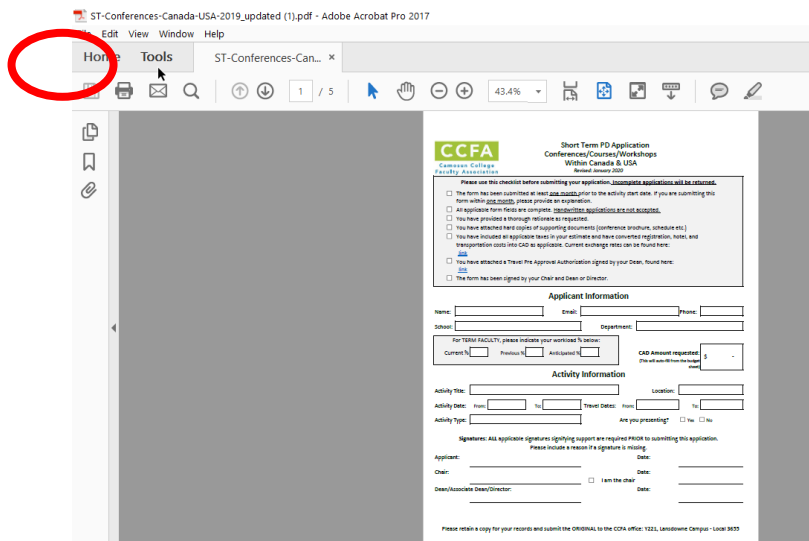 ST-Conferences-Canada-USA-2019_updated (1).pdf - Adobe Acrobat Pro 2017
Edit View Window Help
Home Tools ST-Conferences-Can... ×
1 / 5 43.4%
CCFA
Camosun College
Faculty Association
Short Term PD Application
Conferences/Courses/Workshops
Within Canada & USA
Revised: January 2020
Please use this checklist before submitting your application. Incomplete applications will be returned.
The form has been submitted at least one month prior to the activity start date. If you are submitting this
form within one month, please provide an explanation.
All applicable form fields are complete. Handwritten applications are not accepted.
You have provided a thorough rationale as requested.
You have attached hard copies of supporting documents (conference brochure, schedule etc.)
You have included all applicable taxes in your estimate and have converted registration, hotel, and
transportation costs into CAD as applicable. Current exchange rates can be found here:
link
You have attached a Travel Pre Approval Authorization signed by your Dean, found here:
link
The form has been signed by your Chair and Dean or Director.
Applicant Information
Name: Email: Phone:
School: Department:
For TERM FACULTY, please indicate your workload % below:
Current % Previous % Anticipated %
CAD Amount requested: $ -
(This will auto-fill from the budget
sheet)
Activity Information
Activity Title: Location:
Activity Date: From: To: Travel Dates: From: To:
Activity Type: Are you presenting? Yes No
Signatures: ALL applicable signatures signifying support are required PRIOR to submitting this application.
Please include a reason if a signature is missing.
Applicant: Date:
Chair: Date:
I am the chair
Dean/Associate Dean/Director: Date:
Please retain a copy for your records and submit the ORIGINAL to the CCFA office: Y221, Lansdowne Campus - Local 3655